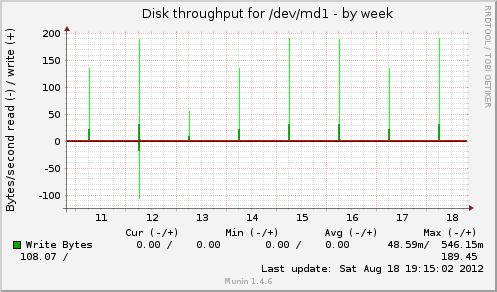 Disk throughput for /dev/md1 - by week
RRDTOOL / TOBI OETIKER
Bytes/second read (-) / write (+)
200
150
100
50
0
-50
-100
11 12 13 14 15 16 17 18
Cur (-/+) Min (-/+) Avg (-/+) Max (-/+)
Write Bytes 0.00 / 0.00 0.00 / 0.00 48.59m/ 546.15m
108.07 / 189.45
Last update: Sat Aug 18 19:15:02 2012
Munin 1.4.6